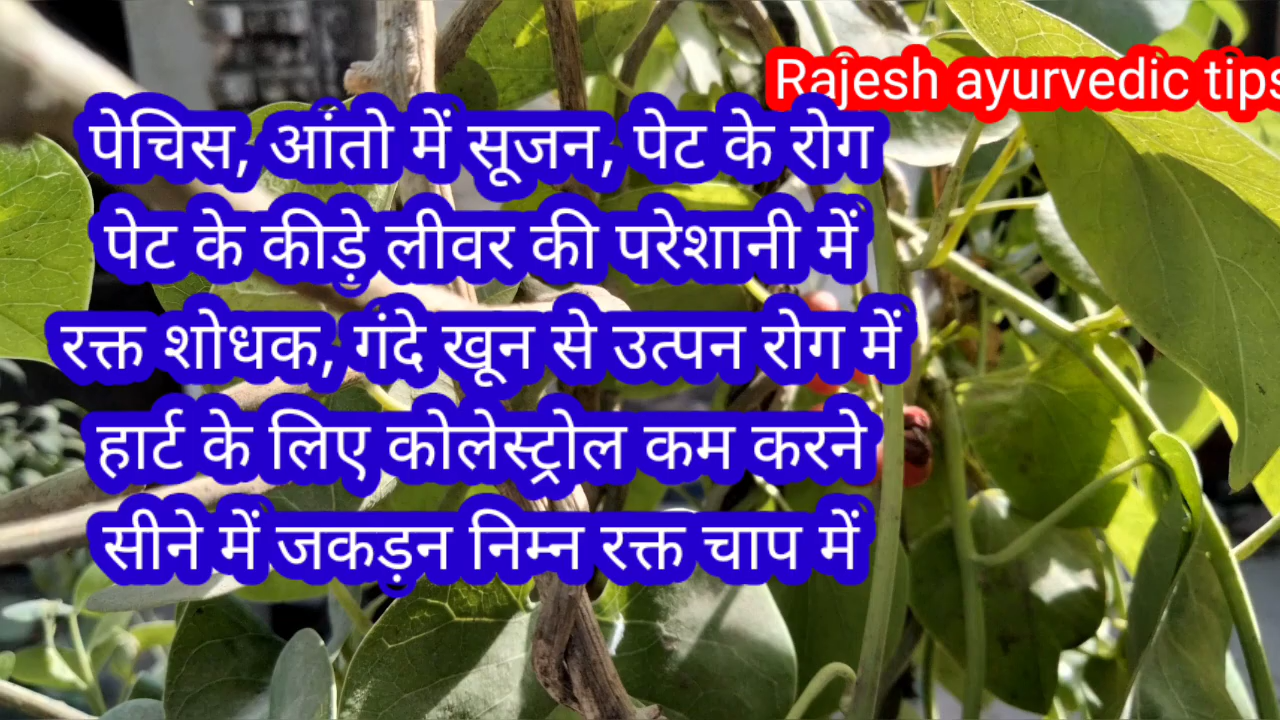 Rajesh ayurvedic tips
पेचिस, आंतो में सूजन, पेट के रोग
पेट के कीड़े लीवर की परेशानी में
रक्त शोधक, गंदे खून से उत्पन रोग में
हार्ट के लिए कोलेस्ट्रोल कम करने
सीने में जकड़न निम्न रक्त चाप में